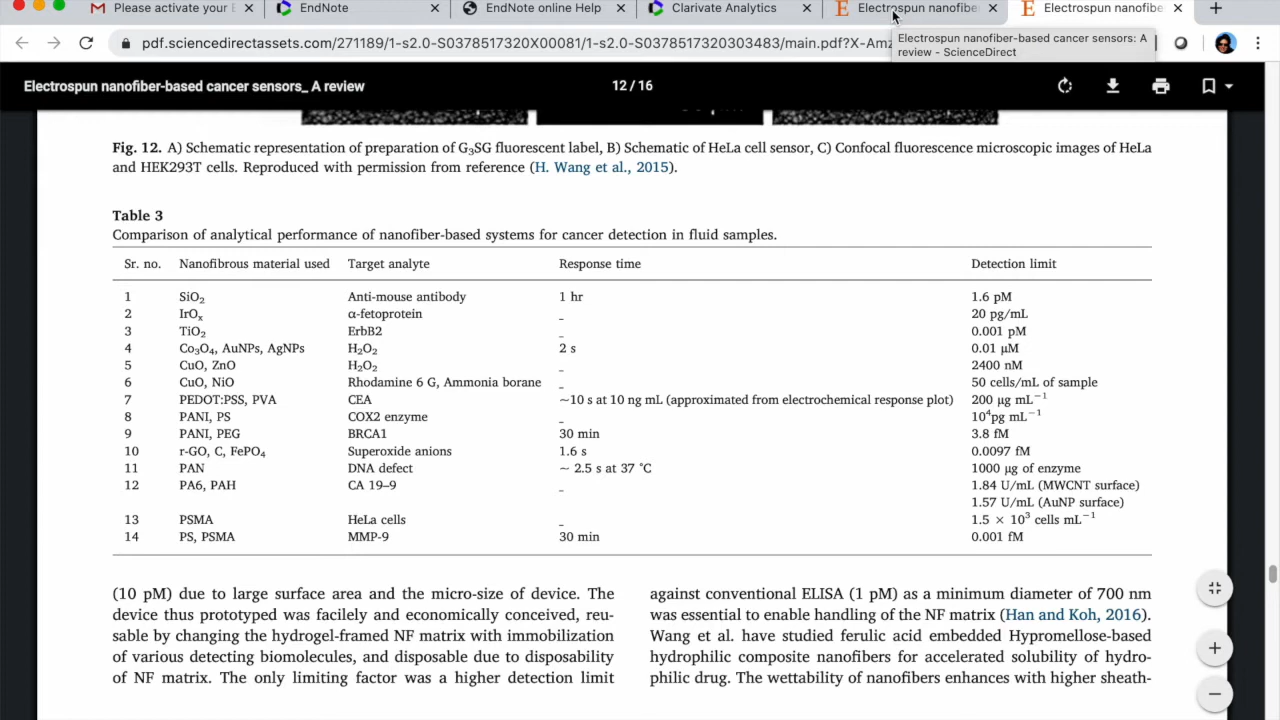 Please activate your E
EndNote
EndNote online Help
Clarivate Analytics
Electrospun nanofibe
Electrospun nanofibe
pdf.sciencedirectassets.com/271189/1-s2.0-S0378517320X00081/1-s2.0-S0378517320303483/main.pdf?X-Amz
Electrospun nanofiber-based cancer sensors: A
review - ScienceDirect
Electrospun nanofiber-based cancer sensors_ A review
12 / 16
Fig. 12. A) Schematic representation of preparation of G₃SG fluorescent label, B) Schematic of HeLa cell sensor, C) Confocal fluorescence microscopic images of HeLa
and HEK293T cells. Reproduced with permission from reference (H. Wang et al., 2015).
Table 3
Comparison of analytical performance of nanofiber-based systems for cancer detection in fluid samples.
Sr. no. Nanofibrous material used Target analyte Response time Detection limit
1 SiO₂ Anti-mouse antibody 1 hr 1.6 pM
2 IrOₓ α-fetoprotein _ 20 pg/mL
3 TiO₂ ErbB2 _ 0.001 pM
4 Co₃O₄, AuNPs, AgNPs H₂O₂ 2 s 0.01 μM
5 CuO, ZnO H₂O₂ _ 2400 nM
6 CuO, NiO Rhodamine 6 G, Ammonia borane _ 50 cells/mL of sample
7 PEDOT:PSS, PVA CEA ~10 s at 10 ng mL (approximated from electrochemical response plot) 200 μg mL⁻¹
8 PANI, PS COX2 enzyme _ 10⁴pg mL⁻¹
9 PANI, PEG BRCA1 30 min 3.8 fM
10 r-GO, C, FePO₄ Superoxide anions 1.6 s 0.0097 fM
11 PAN DNA defect ~ 2.5 s at 37 °C 1000 μg of enzyme
12 PA6, PAH CA 19–9 _ 1.84 U/mL (MWCNT surface)
1.57 U/mL (AuNP surface)
13 PSMA HeLa cells _ 1.5 × 10³ cells mL⁻¹
14 PS, PSMA MMP-9 30 min 0.001 fM
(10 pM) due to large surface area and the micro-size of device. The
device thus prototyped was facilely and economically conceived, reu-
sable by changing the hydrogel-framed NF matrix with immobilization
of various detecting biomolecules, and disposable due to disposability
of NF matrix. The only limiting factor was a higher detection limit
against conventional ELISA (1 pM) as a minimum diameter of 700 nm
was essential to enable handling of the NF matrix (Han and Koh, 2016).
Wang et al. have studied ferulic acid embedded Hypromellose-based
hydrophilic composite nanofibers for accelerated solubility of hydro-
philic drug. The wettability of nanofibers enhances with higher sheath-